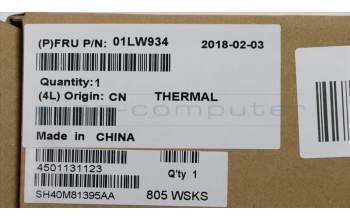 (P)FRU P/N: 01LW934 2018-02-03
Quantity:1
(4L) Origin: CN THERMAL
Made in CHINA
4501131123 Q'ty 1
SH40M81395AA 805 WSKS